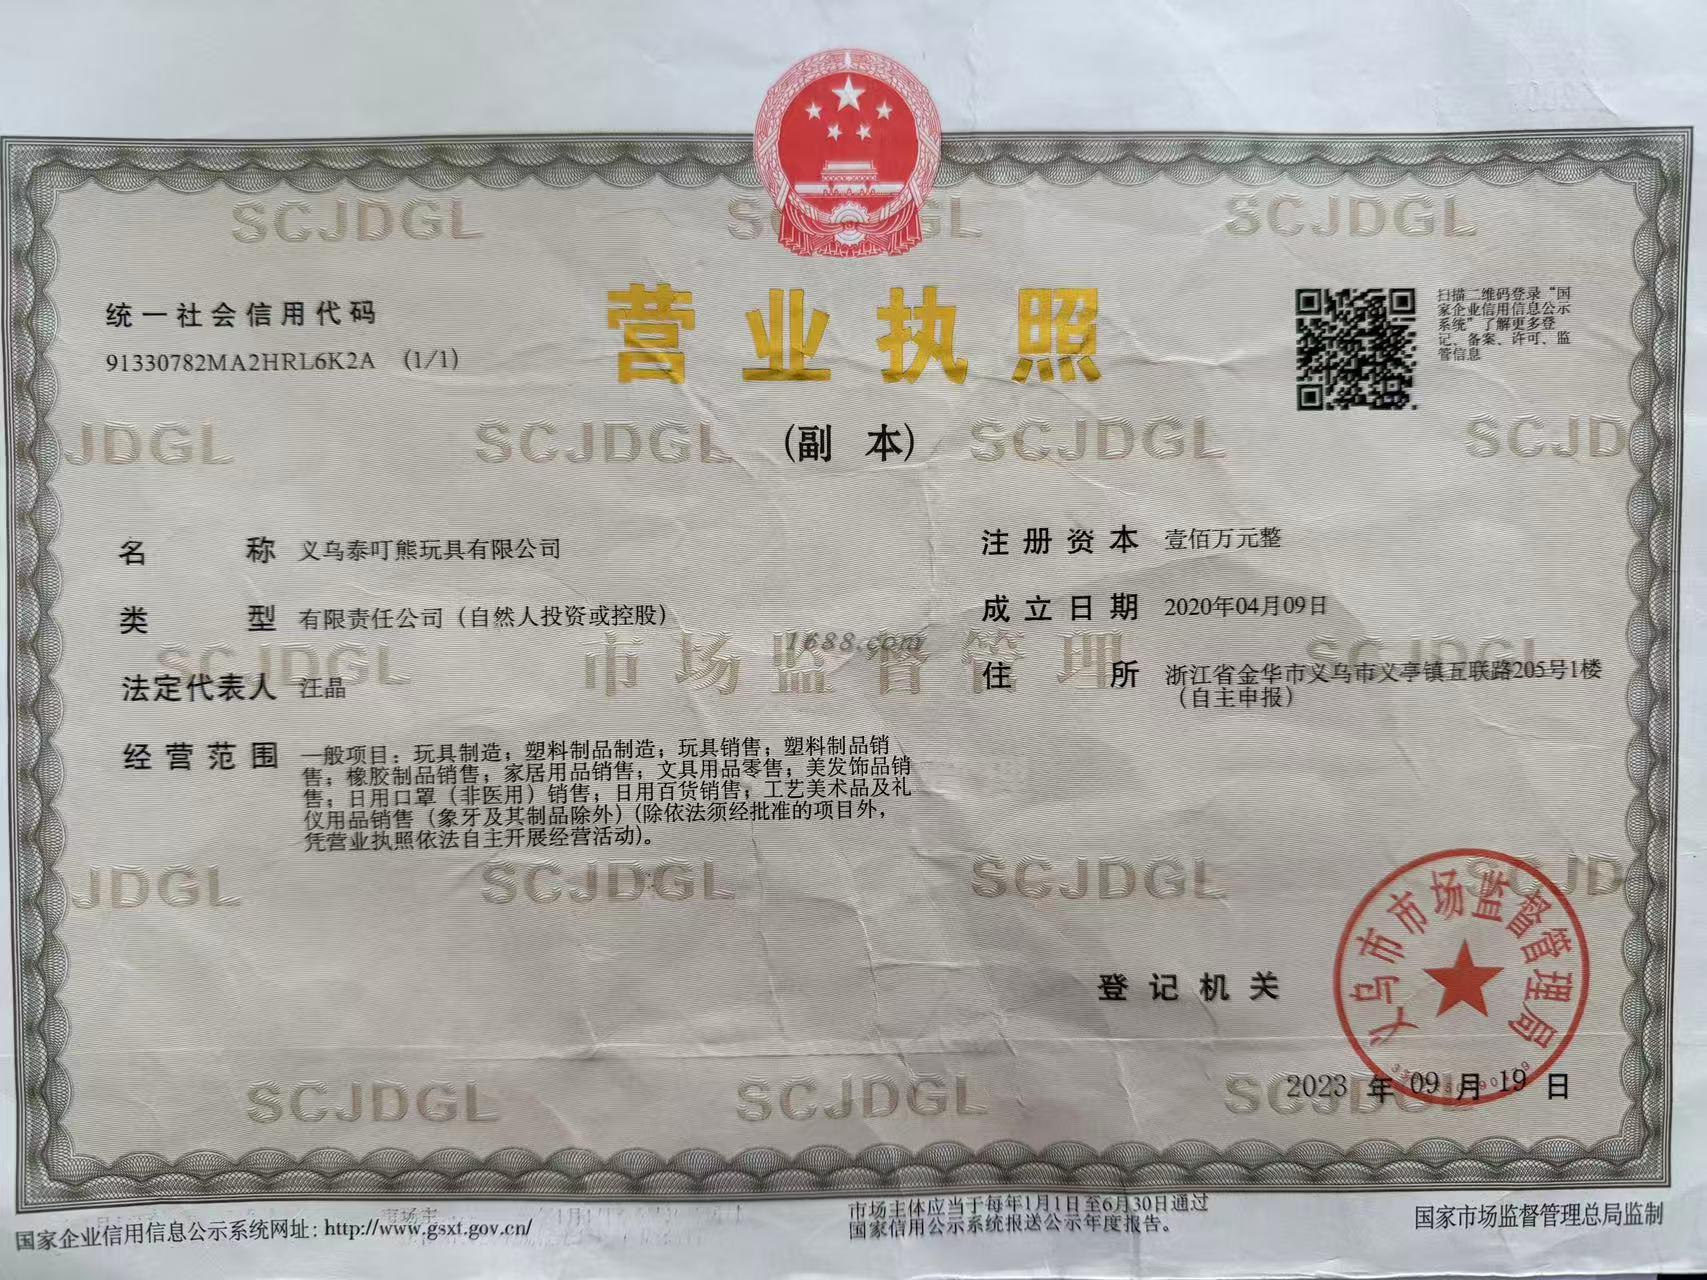 SCJDGL
SCJDGL
统一社会信用代码
91330782MA2HRL6K2A (1/1)
营业执照
(副 本)
扫描二维码登录“国
家企业信用信息公示
系统”了解更多登
记、备案、许可、监
管信息
JDGL SCJDGL SCJDGL SCJD
名 称 义乌泰叮熊玩具有限公司
类 型 有限责任公司（自然人投资或控股）
法定代表人 汪晶
经营范围 一般项目：玩具制造；塑料制品制造；玩具销售；塑料制品销
售；橡胶制品销售；家居用品销售；文具用品零售；美发饰品销
售；日用口罩（非医用）销售；日用百货销售；工艺美术品及礼
仪用品销售（象牙及其制品除外）(除依法须经批准的项目外，
凭营业执照依法自主开展经营活动)。
注册资本 壹佰万元整
成立日期 2020年04月09日
住 所 浙江省金华市义乌市义亭镇五联路205号1楼
（自主申报）
1688.com
SCJDGL 市场监督管理 SCJDGL
JDGL SCJDGL SCJDGL SCJD
登记机关
义乌市市场监督管理局
2023 年 09 月 19 日
SCJDGL SCJDGL SCJDGL
国家企业信用信息公示系统网址：http://www.gsxt.gov.cn/
市场主体应当于每年1月1日至6月30日通过
国家信用公示系统报送公示年度报告。
国家市场监督管理总局监制